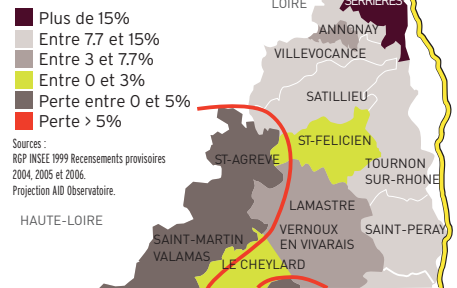 LOIRE
SERRIERES
Plus de 15%
Entre 7.7 et 15%
Entre 3 et 7.7%
Entre 0 et 3%
Perte entre 0 et 5%
Perte > 5%
Sources :
RGP INSEE 1999 Recensements provisoires
2004, 2005 et 2006.
Projection AID Observatoire.
ANNONAY
VILLEVOCANCE
SATILLIEU
ST-FELICIEN
ST-AGREVE
TOURNON
SUR-RHONE
LAMASTRE
HAUTE-LOIRE
VERNOUX
EN VIVARAIS
SAINT-PERAY
SAINT-MARTIN
VALAMAS
LE CHEYLARD